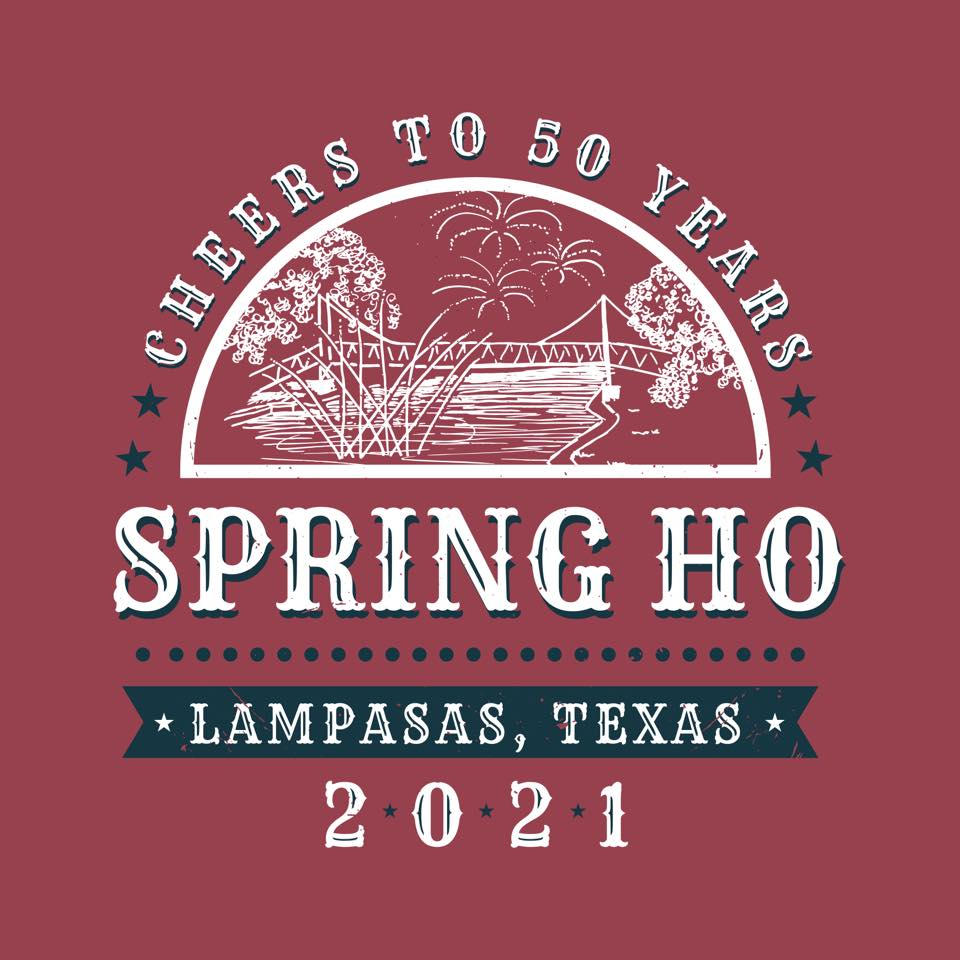 CHEERS TO 50 YEARS
SPRING HO
LAMPASAS, TEXAS
2021